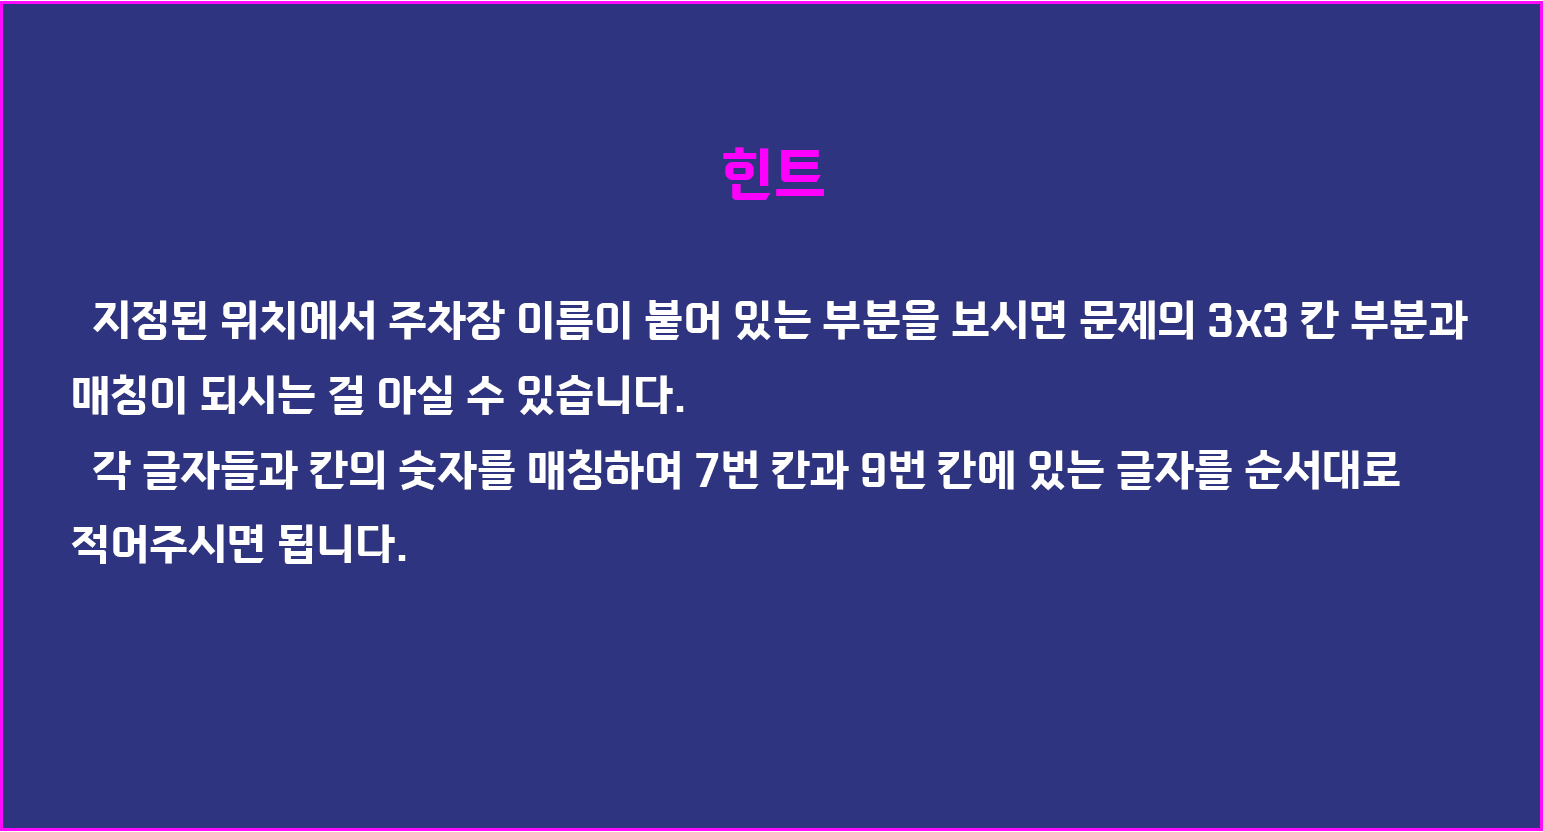 힌트
지정된 위치에서 주차장 이름이 붙어 있는 부분을 보시면 문제의 3x3 칸 부분과
매칭이 되시는 걸 아실 수 있습니다.
각 글자들과 칸의 숫자를 매칭하여 7번 칸과 9번 칸에 있는 글자를 순서대로
적어주시면 됩니다.